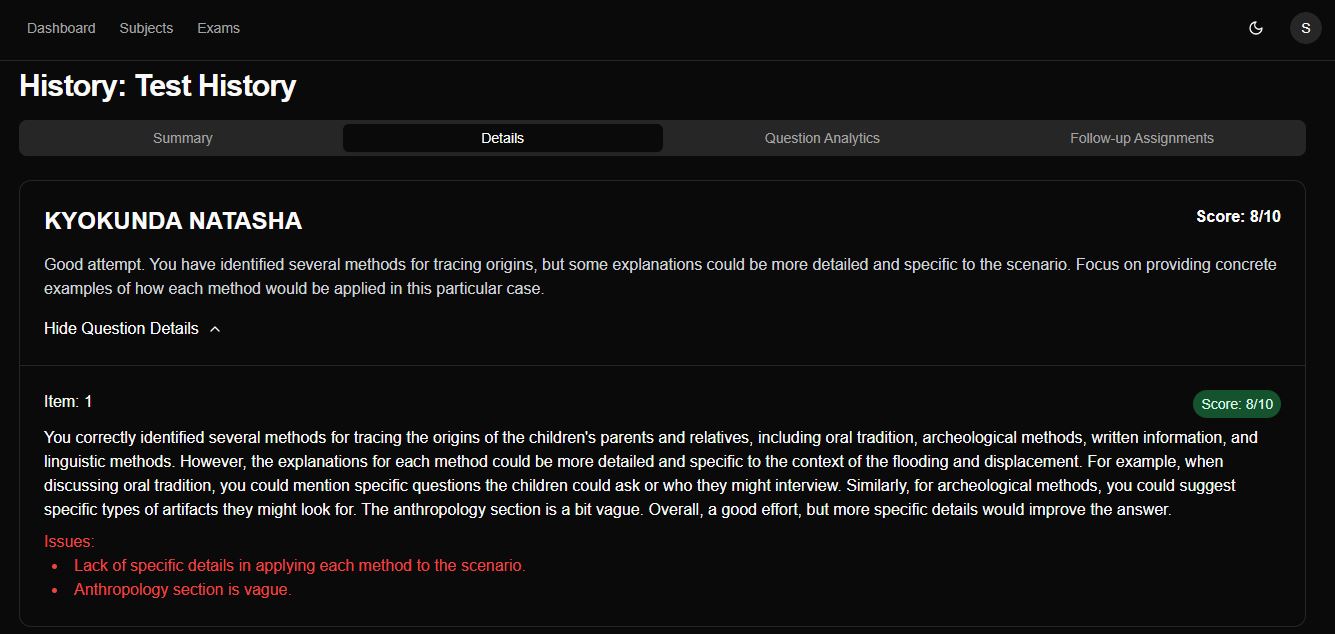 Dashboard Subjects Exams S
History: Test History
Summary Details Question Analytics Follow-up Assignments
KYOKUNDA NATASHA Score: 8/10
Good attempt. You have identified several methods for tracing origins, but some explanations could be more detailed and specific to the scenario. Focus on providing concrete
examples of how each method would be applied in this particular case.
Hide Question Details
Item: 1 Score: 8/10
You correctly identified several methods for tracing the origins of the children's parents and relatives, including oral tradition, archeological methods, written information, and
linguistic methods. However, the explanations for each method could be more detailed and specific to the context of the flooding and displacement. For example, when
discussing oral tradition, you could mention specific questions the children could ask or who they might interview. Similarly, for archeological methods, you could suggest
specific types of artifacts they might look for. The anthropology section is a bit vague. Overall, a good effort, but more specific details would improve the answer.
Issues:
• Lack of specific details in applying each method to the scenario.
• Anthropology section is vague.